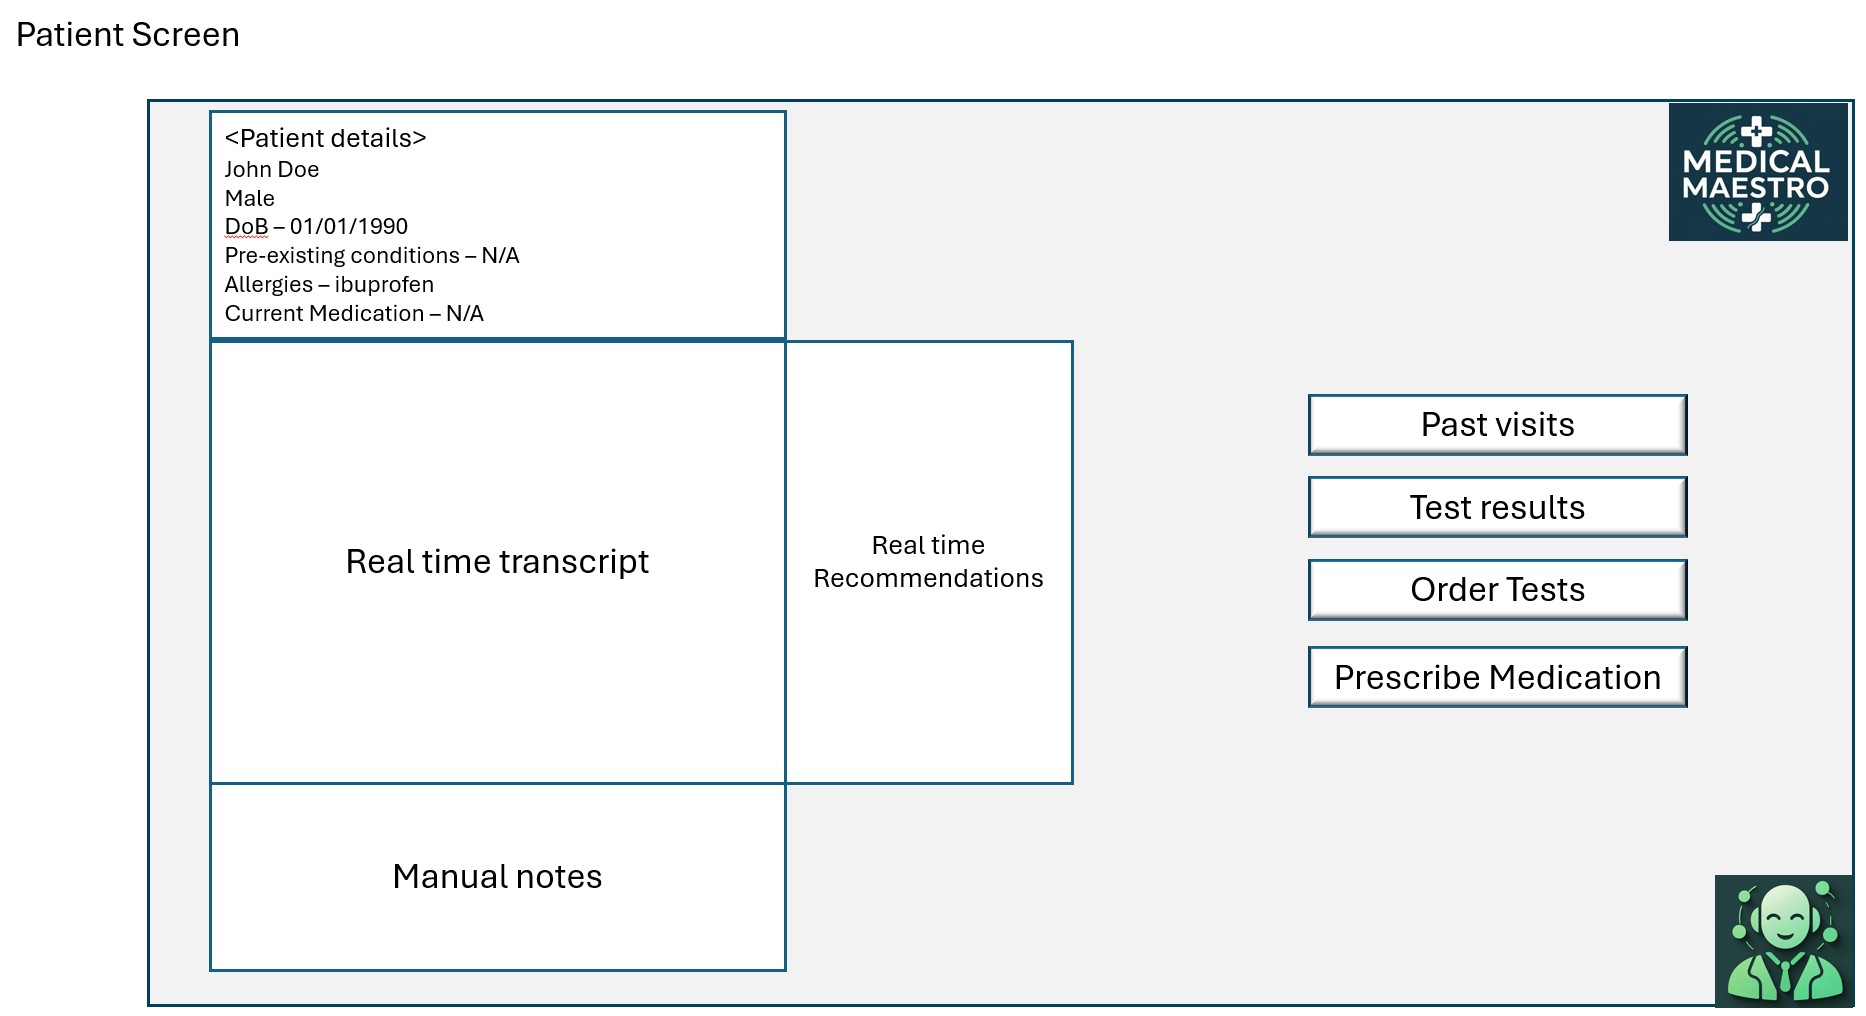 Patient Screen
<Patient details>
John Doe
Male
DoB – 01/01/1990
Pre-existing conditions – N/A
Allergies – ibuprofen
Current Medication – N/A
MEDICAL
MAESTRO
Real time transcript
Real time
Recommendations
Past visits
Test results
Order Tests
Prescribe Medication
Manual notes